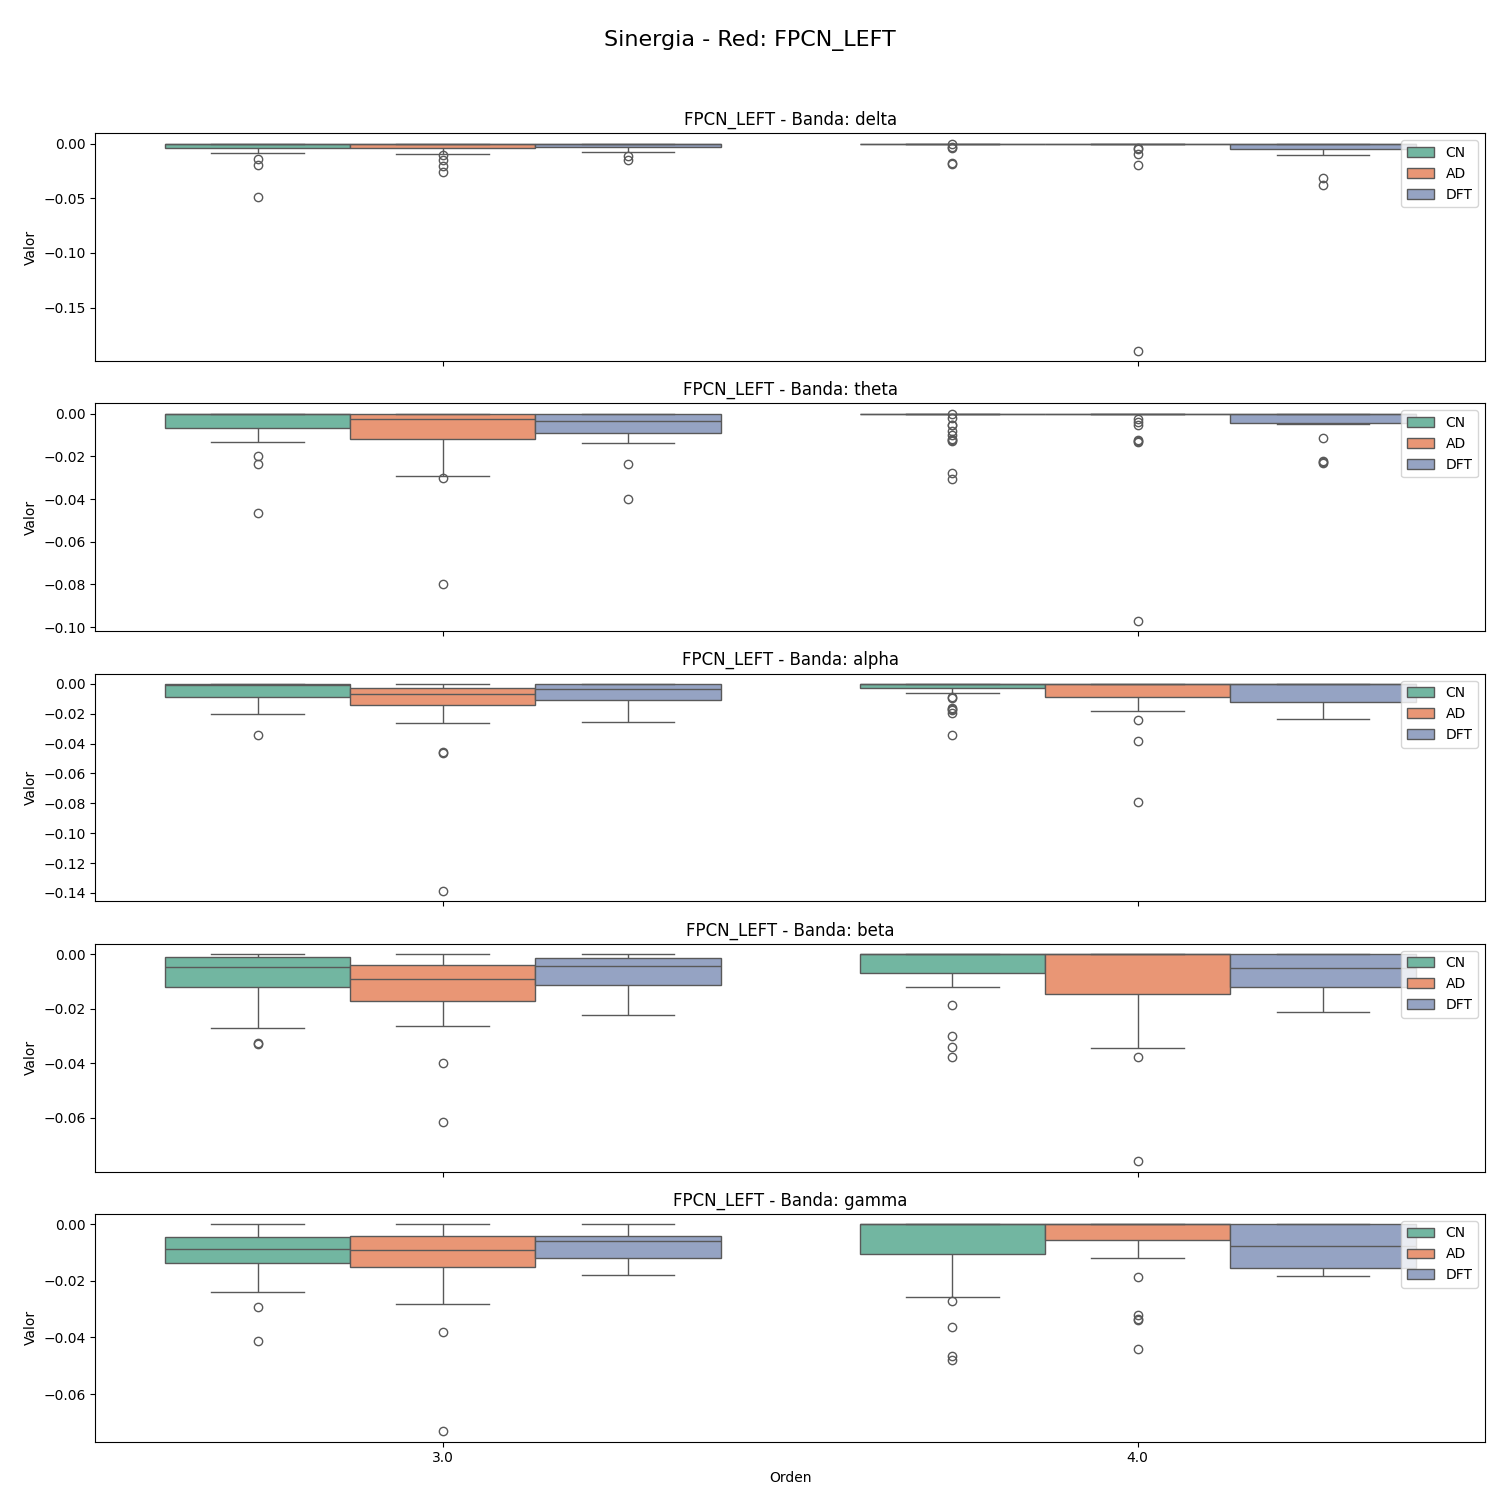 Sinergia - Red: FPCN_LEFT
FPCN_LEFT - Banda: delta
0.00
−0.05
−0.10
−0.15
Valor
CN
AD
DFT
FPCN_LEFT - Banda: theta
0.00
−0.02
−0.04
−0.06
−0.08
−0.10
Valor
CN
AD
DFT
FPCN_LEFT - Banda: alpha
0.00
−0.02
−0.04
−0.06
−0.08
−0.10
−0.12
−0.14
Valor
CN
AD
DFT
FPCN_LEFT - Banda: beta
0.00
−0.02
−0.04
−0.06
Valor
CN
AD
DFT
FPCN_LEFT - Banda: gamma
0.00
−0.02
−0.04
−0.06
Valor
CN
AD
DFT
3.0
4.0
Orden